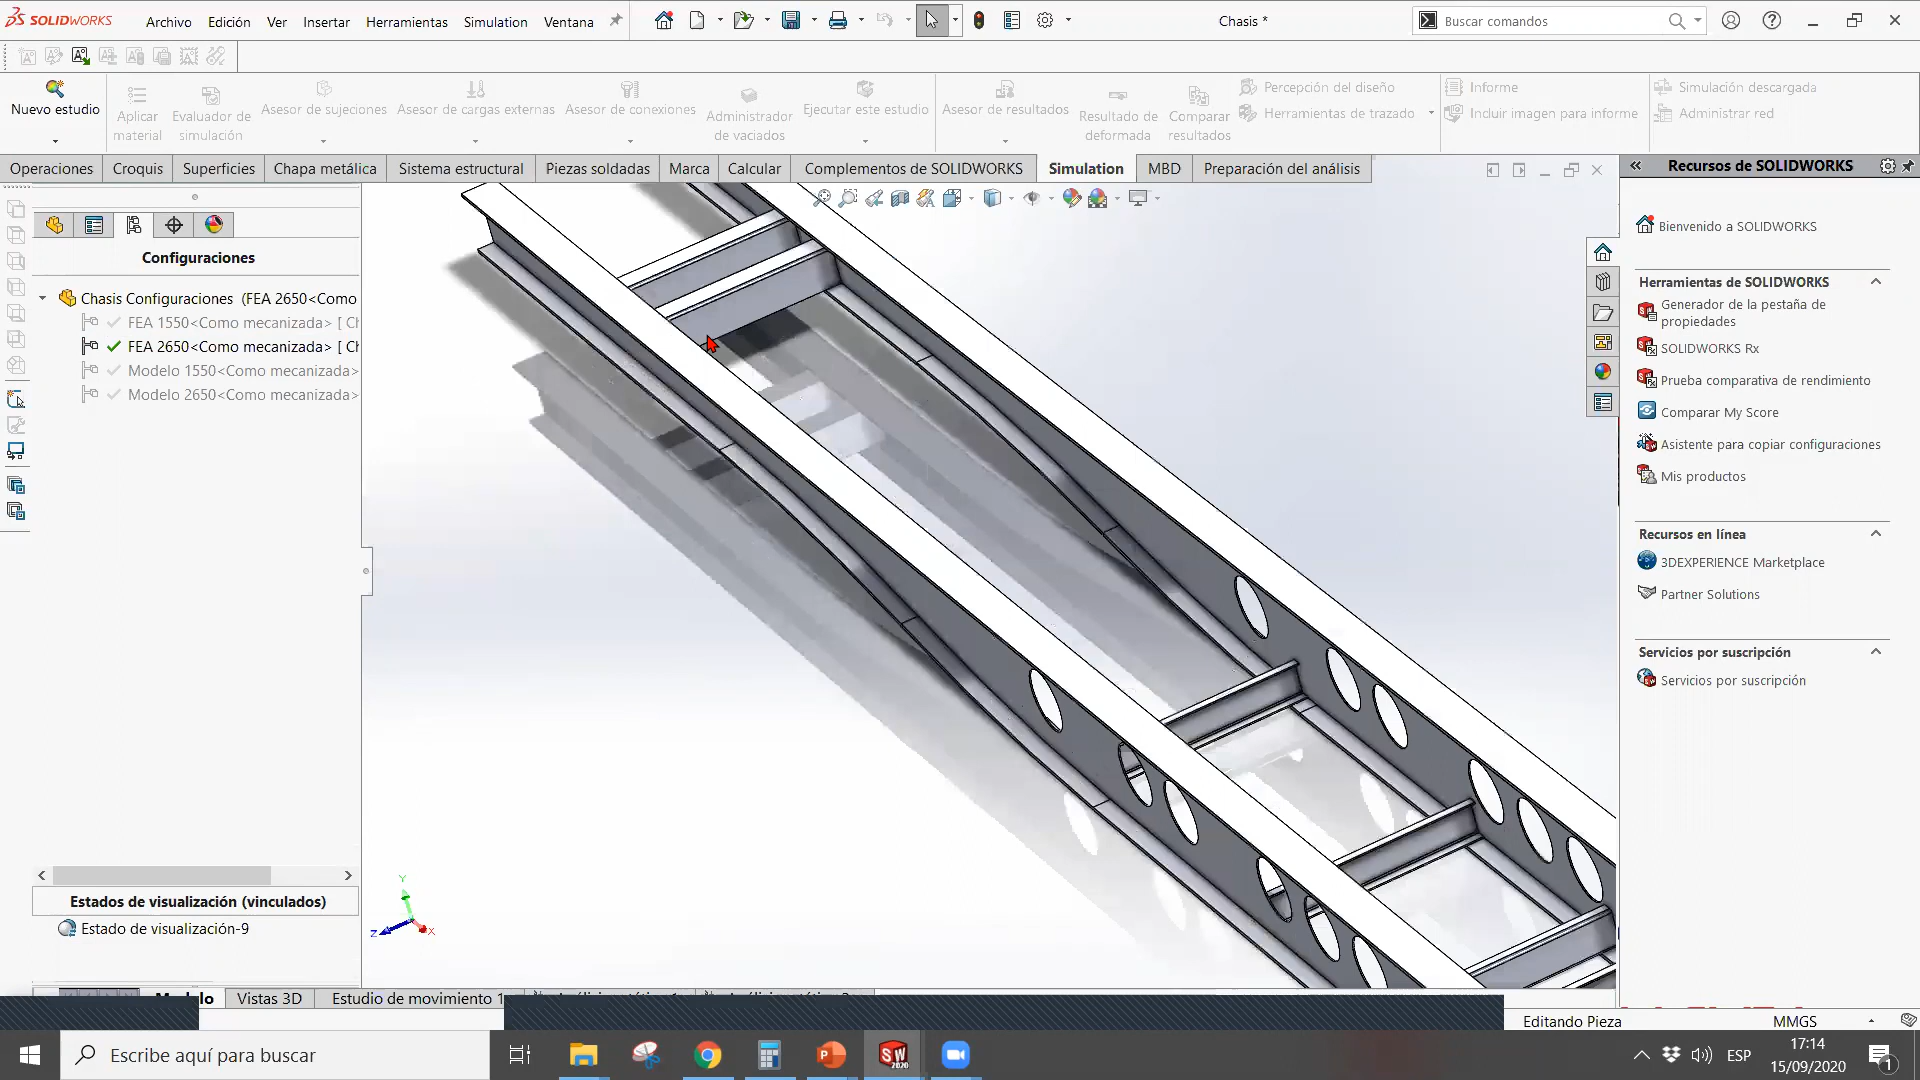 SOLIDWORKS Archivo Edición Ver Insertar Herramientas Simulation Ventana Chasis * Buscar comandos
Nuevo estudio
Aplicar material
Evaluador de simulación
Asesor de sujeciones
Asesor de cargas externas
Asesor de conexiones
Administrador de vaciados
Ejecutar este estudio
Asesor de resultados
Resultado de deformada
Comparar resultados
Percepción del diseño
Herramientas de trazado
Informe
Incluir imagen para informe
Simulación descargada
Administrar red
Operaciones Croquis Superficies Chapa metálica Sistema estructural Piezas soldadas Marca Calcular Complementos de SOLIDWORKS Simulation MBD Preparación del análisis
Configuraciones
Chasis Configuraciones (FEA 2650<Como
FEA 1550<Como mecanizada> [ Ch
FEA 2650<Como mecanizada> [ Ch
Modelo 1550<Como mecanizada>
Modelo 2650<Como mecanizada>
Estados de visualización (vinculados)
Estado de visualización-9
Y
Z
X
Recursos de SOLIDWORKS
Bienvenido a SOLIDWORKS
Herramientas de SOLIDWORKS
Generador de la pestaña de
propiedades
SOLIDWORKS Rx
Prueba comparativa de rendimiento
Comparar My Score
Asistente para copiar configuraciones
Mis productos
Recursos en línea
3DEXPERIENCE Marketplace
Partner Solutions
Servicios por suscripción
Servicios por suscripción
Vistas 3D Estudio de movimiento 1
Editando Pieza MMGS
Escribe aquí para buscar
ESP
17:14
15/09/2020
1